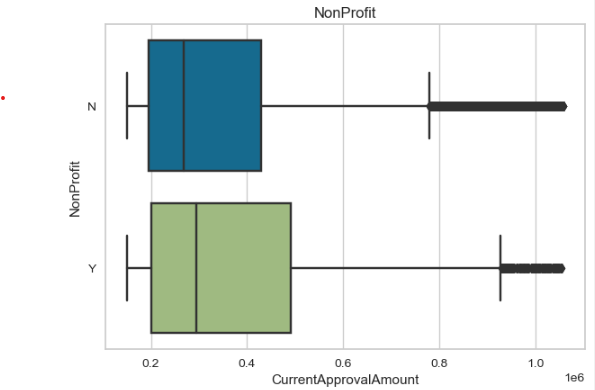 NonProfit
N
NonProfit
Y
0.2 0.4 0.6 0.8 1.0
1e6
CurrentApprovalAmount